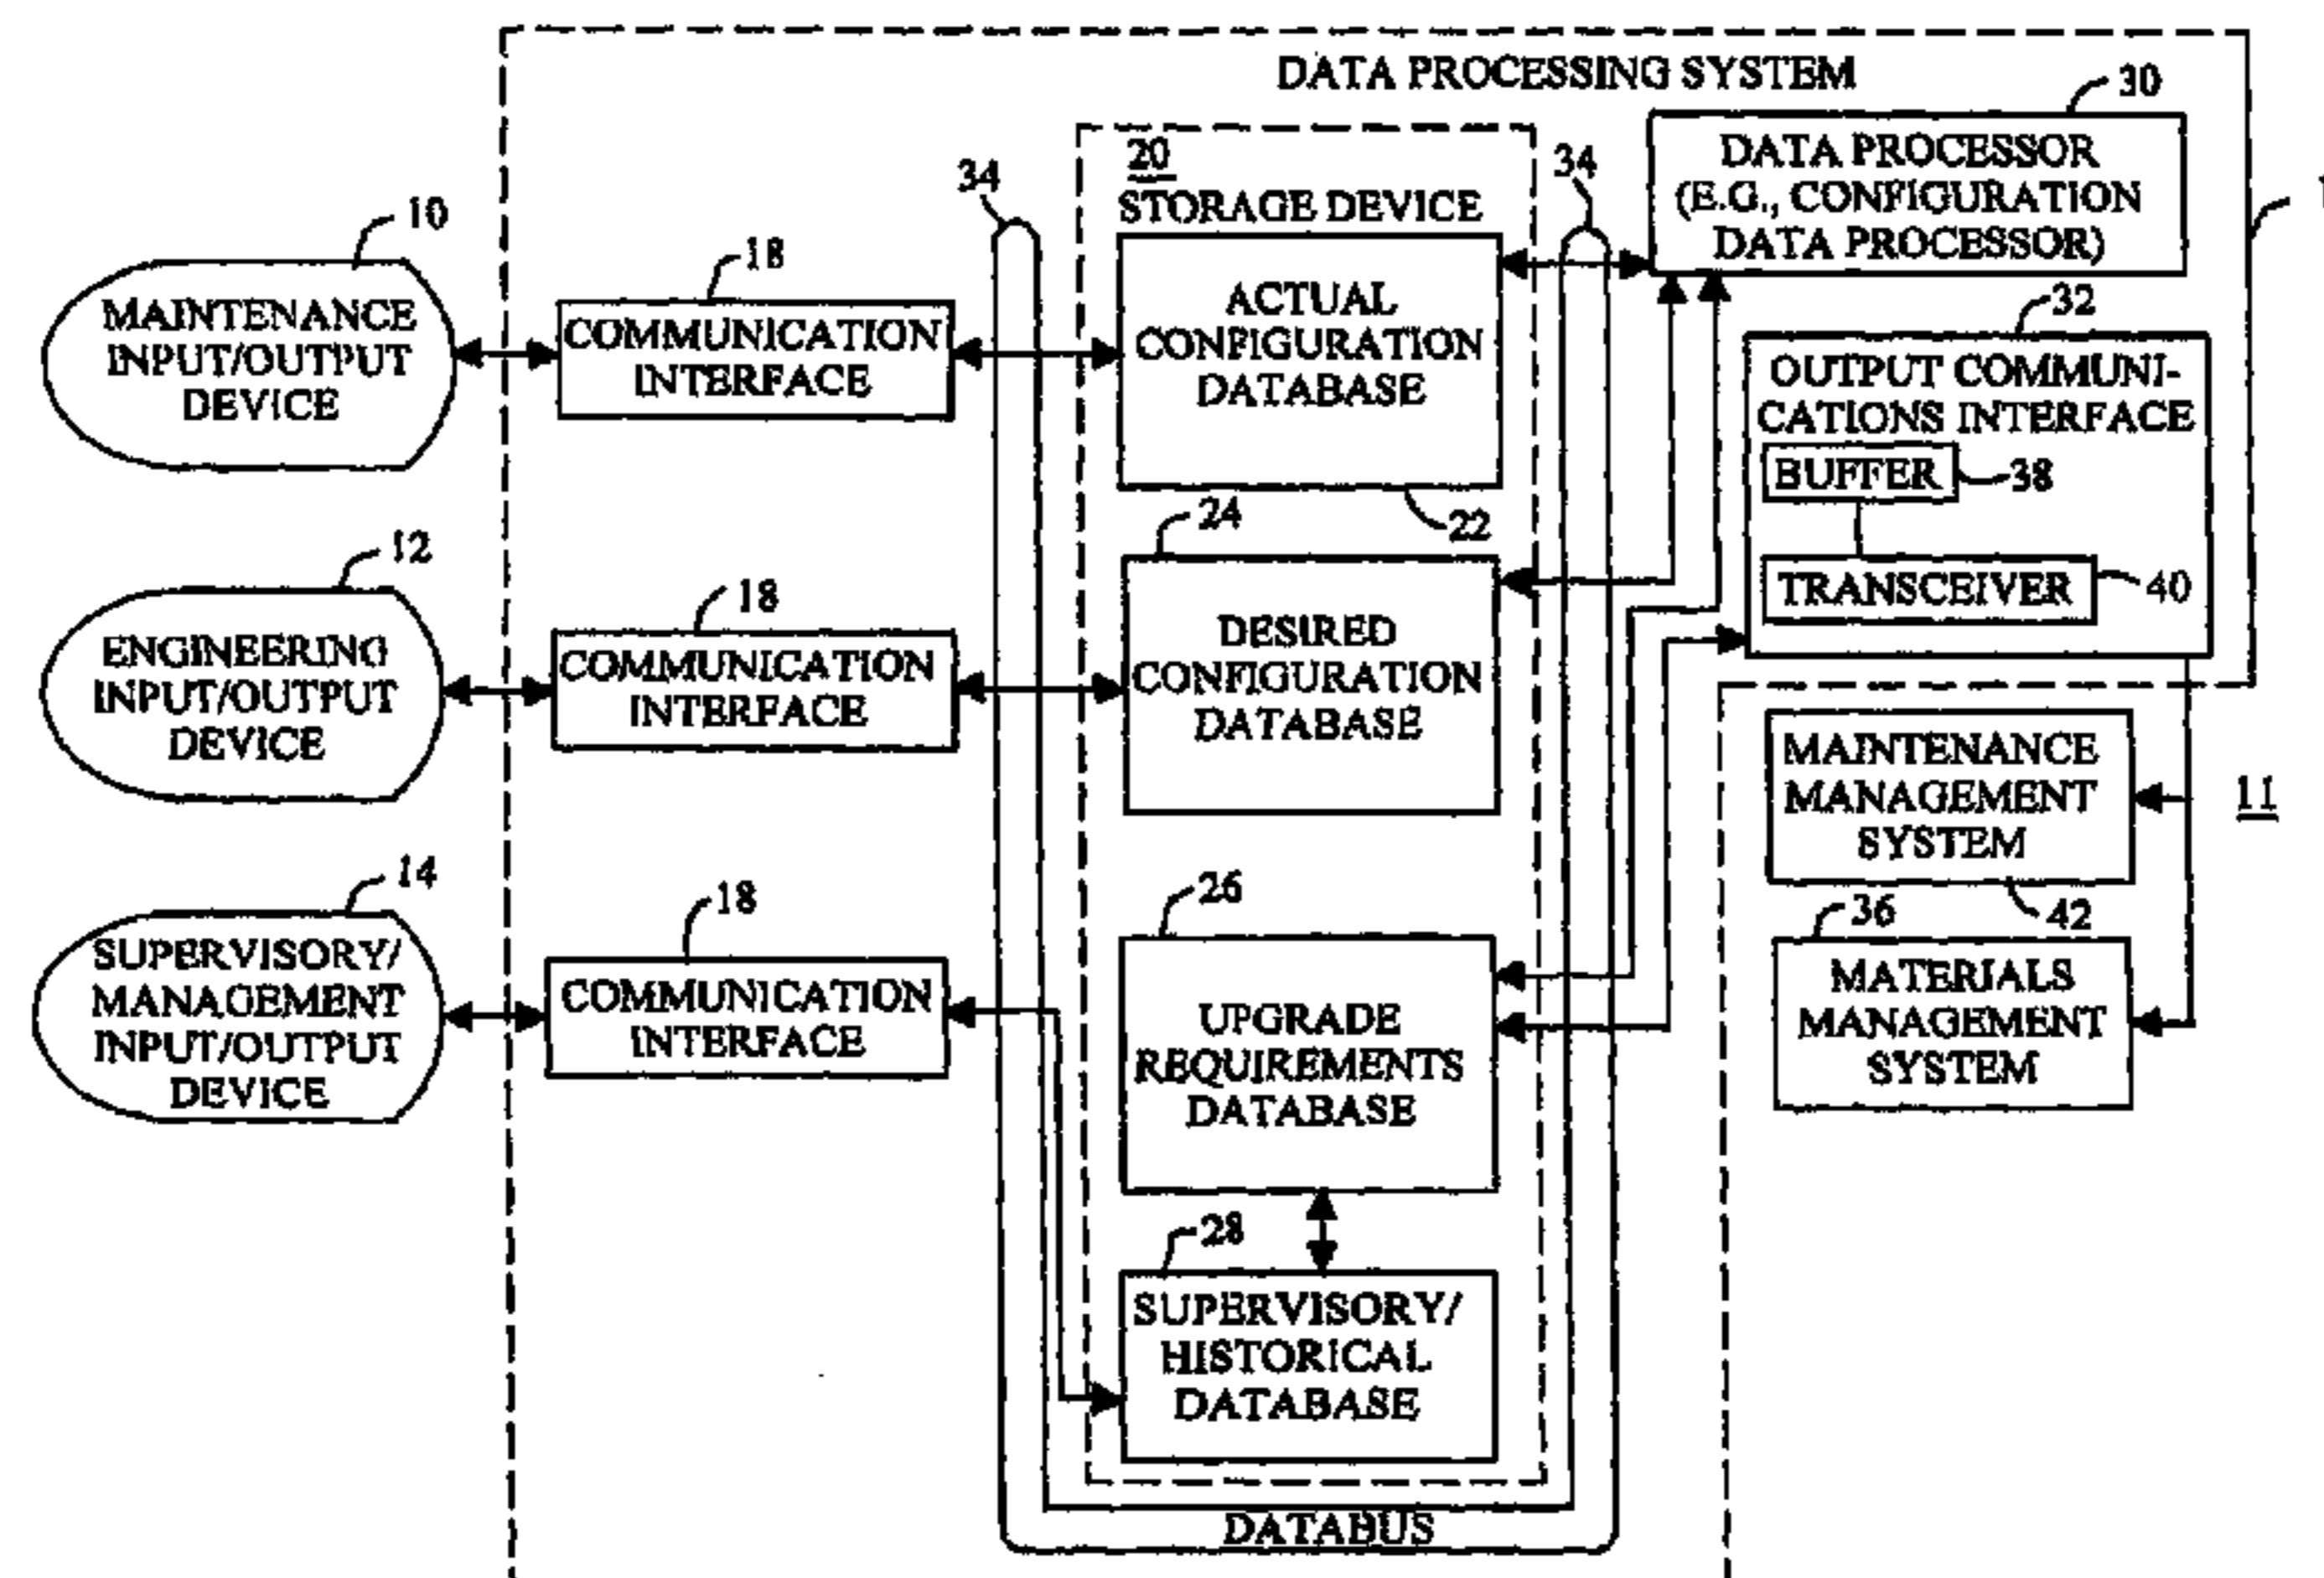 DATA PROCESSING SYSTEM
30
DATA PROCESSOR
(E.G., CONFIGURATION
DATA PROCESSOR)
20
STORAGE DEVICE
34
34
10
MAINTENANCE
INPUT/OUTPUT
DEVICE
18
COMMUNICATION
INTERFACE
ACTUAL
CONFIGURATION
DATABASE
22
32
OUTPUT COMMUNI-
CATIONS INTERFACE
BUFFER
38
TRANSCEIVER
40
12
ENGINEERING
INPUT/OUTPUT
DEVICE
18
COMMUNICATION
INTERFACE
24
DESIRED
CONFIGURATION
DATABASE
MAINTENANCE
MANAGEMENT
SYSTEM
42
11
14
SUPERVISORY/
MANAGEMENT
INPUT/OUTPUT
DEVICE
18
COMMUNICATION
INTERFACE
26
UPGRADE
REQUIREMENTS
DATABASE
36
MATERIALS
MANAGEMENT
SYSTEM
28
SUPERVISORY/
HISTORICAL
DATABASE
DATABUS